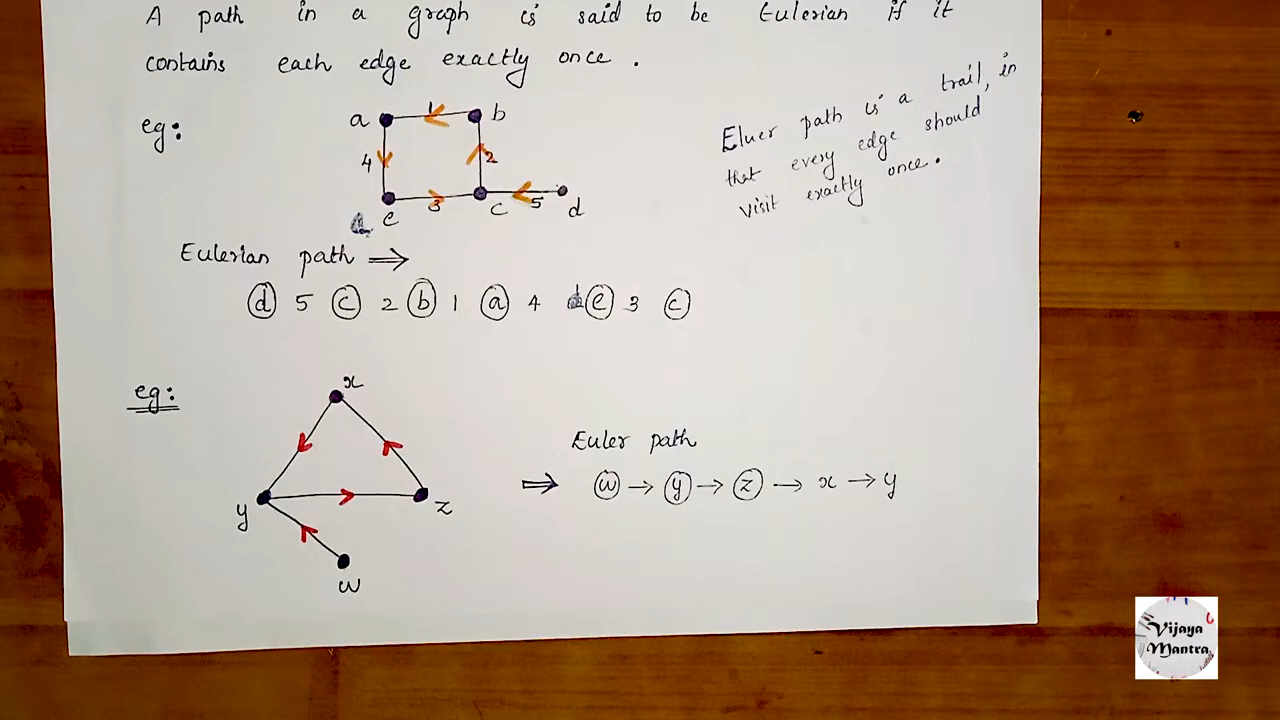 A path in a graph is said to be Eulerian if it
contains each edge exactly once .
Eluer path is a trail, in
that every edge should
visit exactly once .
eg:
a 1 b
4 2
e 3 c 5 d
Eulerian path ⇒
d 5 c 2 b 1 a 4 e 3 c
eg:
x
y z
w
Euler path
⇒ w → y → z → x → y
Vijaya
Mantra